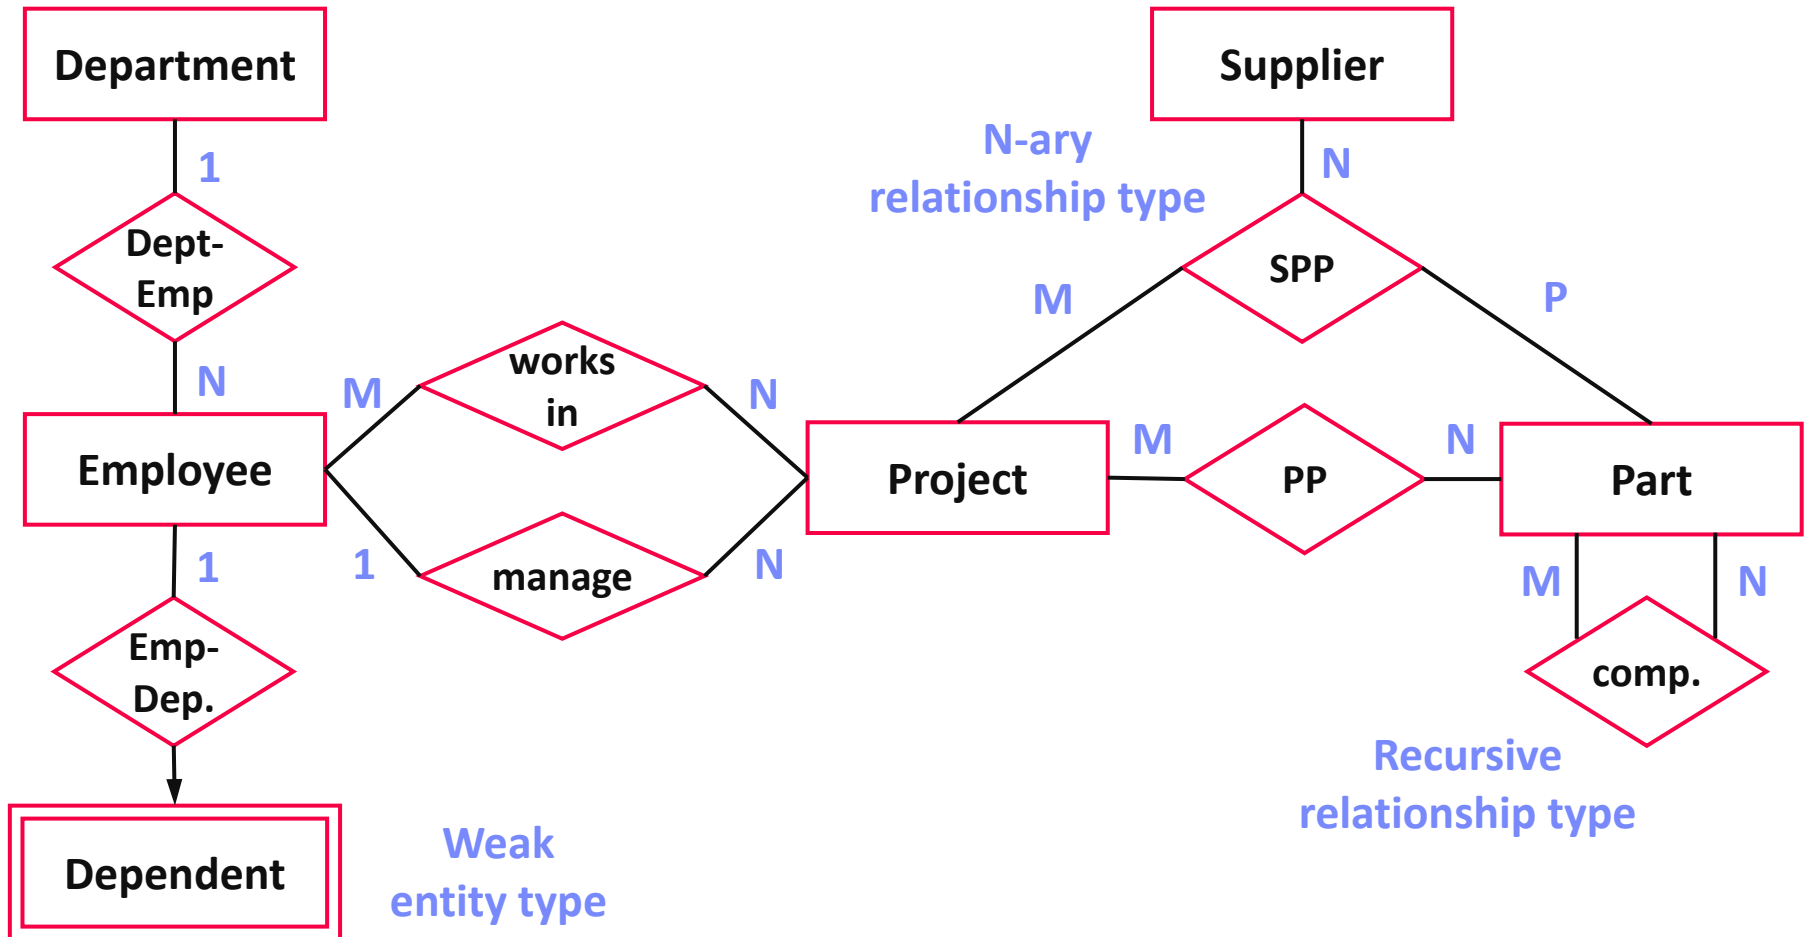 Department
Supplier
N-ary
relationship type
1
N
Dept-
Emp
SPP
M
P
N
M
works
in
N
M
N
Employee
Project
PP
Part
1
1
manage
N
M
N
Emp-
Dep.
comp.
Recursive
relationship type
Dependent
Weak
entity type